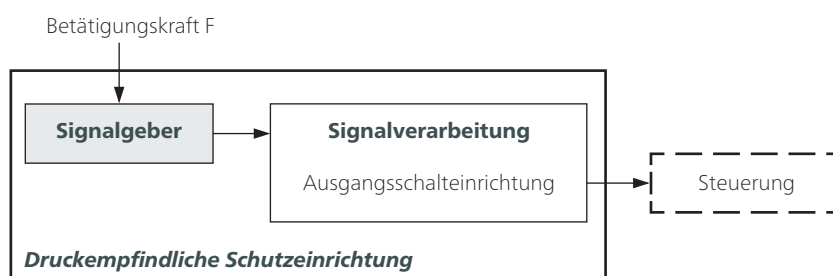 Betätigungskraft F
Signalgeber
Signalverarbeitung
Ausgangsschalteinrichtung
Steuerung
Druckempfindliche Schutzeinrichtung